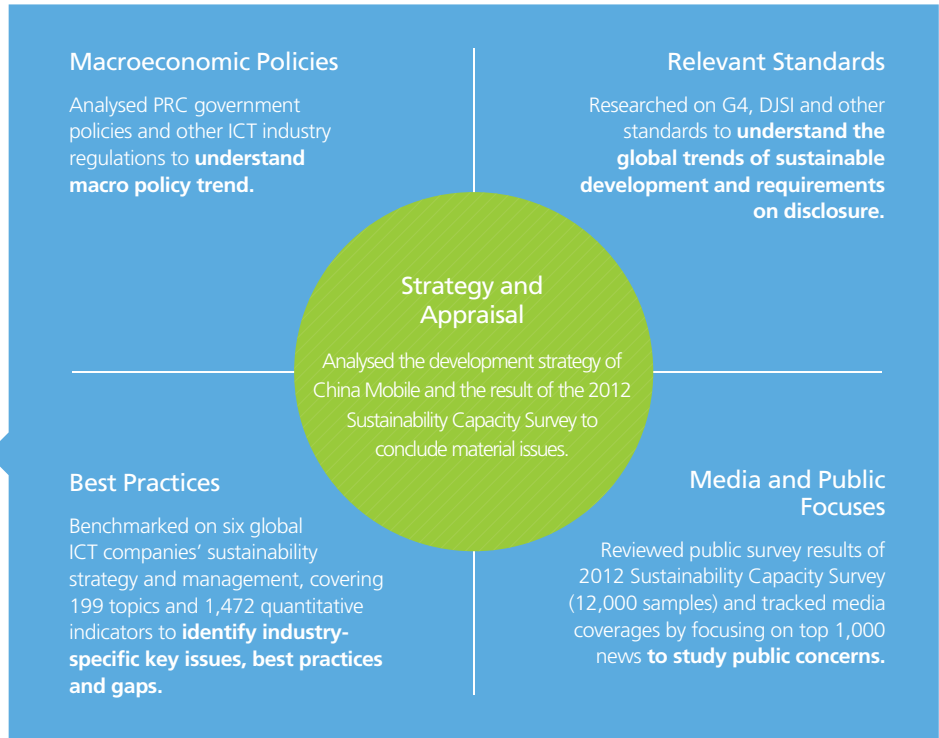 Macroeconomic Policies
Analysed PRC government
policies and other ICT industry
regulations to understand
macro policy trend.
Relevant Standards
Researched on G4, DJSI and other
standards to understand the
global trends of sustainable
development and requirements
on disclosure.
Strategy and
Appraisal
Analysed the development strategy of
China Mobile and the result of the 2012
Sustainability Capacity Survey to
conclude material issues.
Best Practices
Benchmarked on six global
ICT companies’ sustainability
strategy and management, covering
199 topics and 1,472 quantitative
indicators to identify industry-
specific key issues, best practices
and gaps.
Media and Public
Focuses
Reviewed public survey results of
2012 Sustainability Capacity Survey
(12,000 samples) and tracked media
coverages by focusing on top 1,000
news to study public concerns.